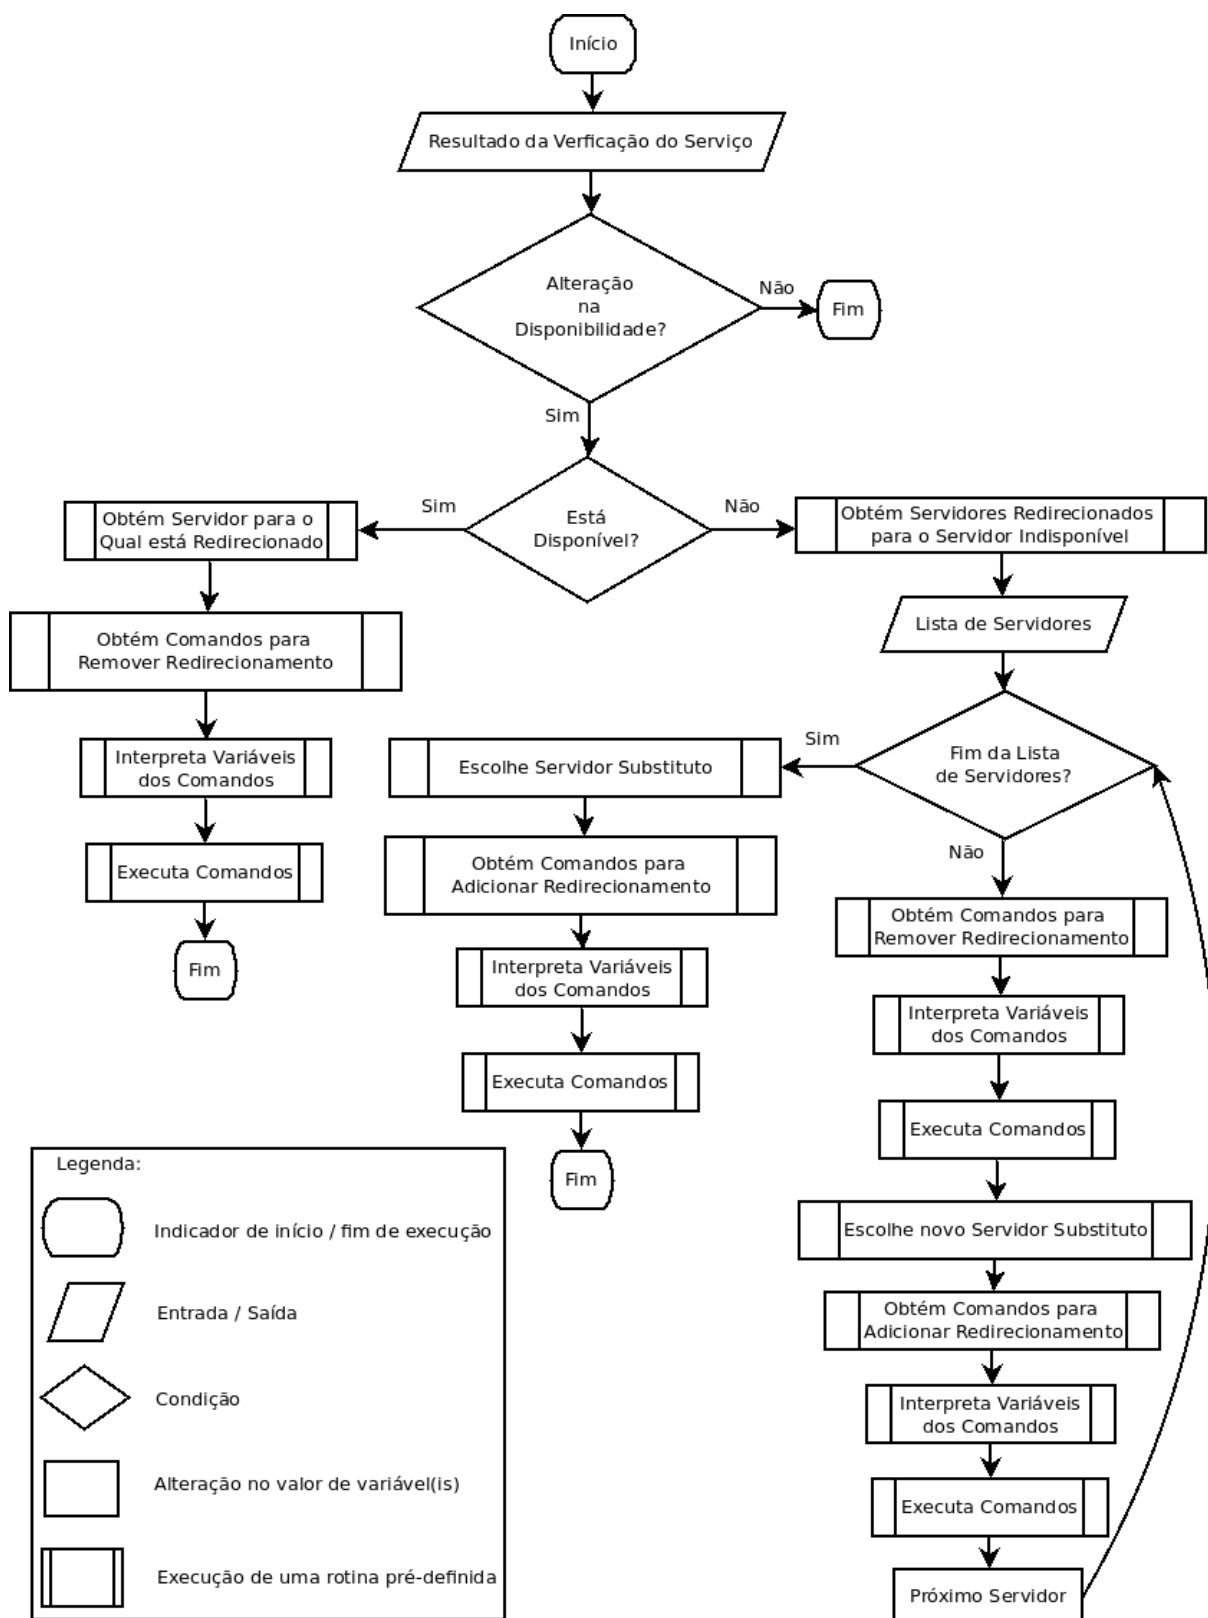 Início
Resultado da Verficação do Serviço
Alteração
na
Disponibilidade?
Não
Fim
Sim
Está
Disponível?
Sim
Não
Obtém Servidor para o
Qual está Redirecionado
Obtém Comandos para
Remover Redirecionamento
Interpreta Variáveis
dos Comandos
Executa Comandos
Fim
Obtém Servidores Redirecionados
para o Servidor Indisponível
Lista de Servidores
Fim da Lista
de Servidores?
Sim
Não
Escolhe Servidor Substituto
Obtém Comandos para
Adicionar Redirecionamento
Interpreta Variáveis
dos Comandos
Executa Comandos
Fim
Obtém Comandos para
Remover Redirecionamento
Interpreta Variáveis
dos Comandos
Executa Comandos
Escolhe novo Servidor Substituto
Obtém Comandos para
Adicionar Redirecionamento
Interpreta Variáveis
dos Comandos
Executa Comandos
Próximo Servidor
Legenda:
Indicador de início / fim de execução
Entrada / Saída
Condição
Alteração no valor de variável(is)
Execução de uma rotina pré-definida